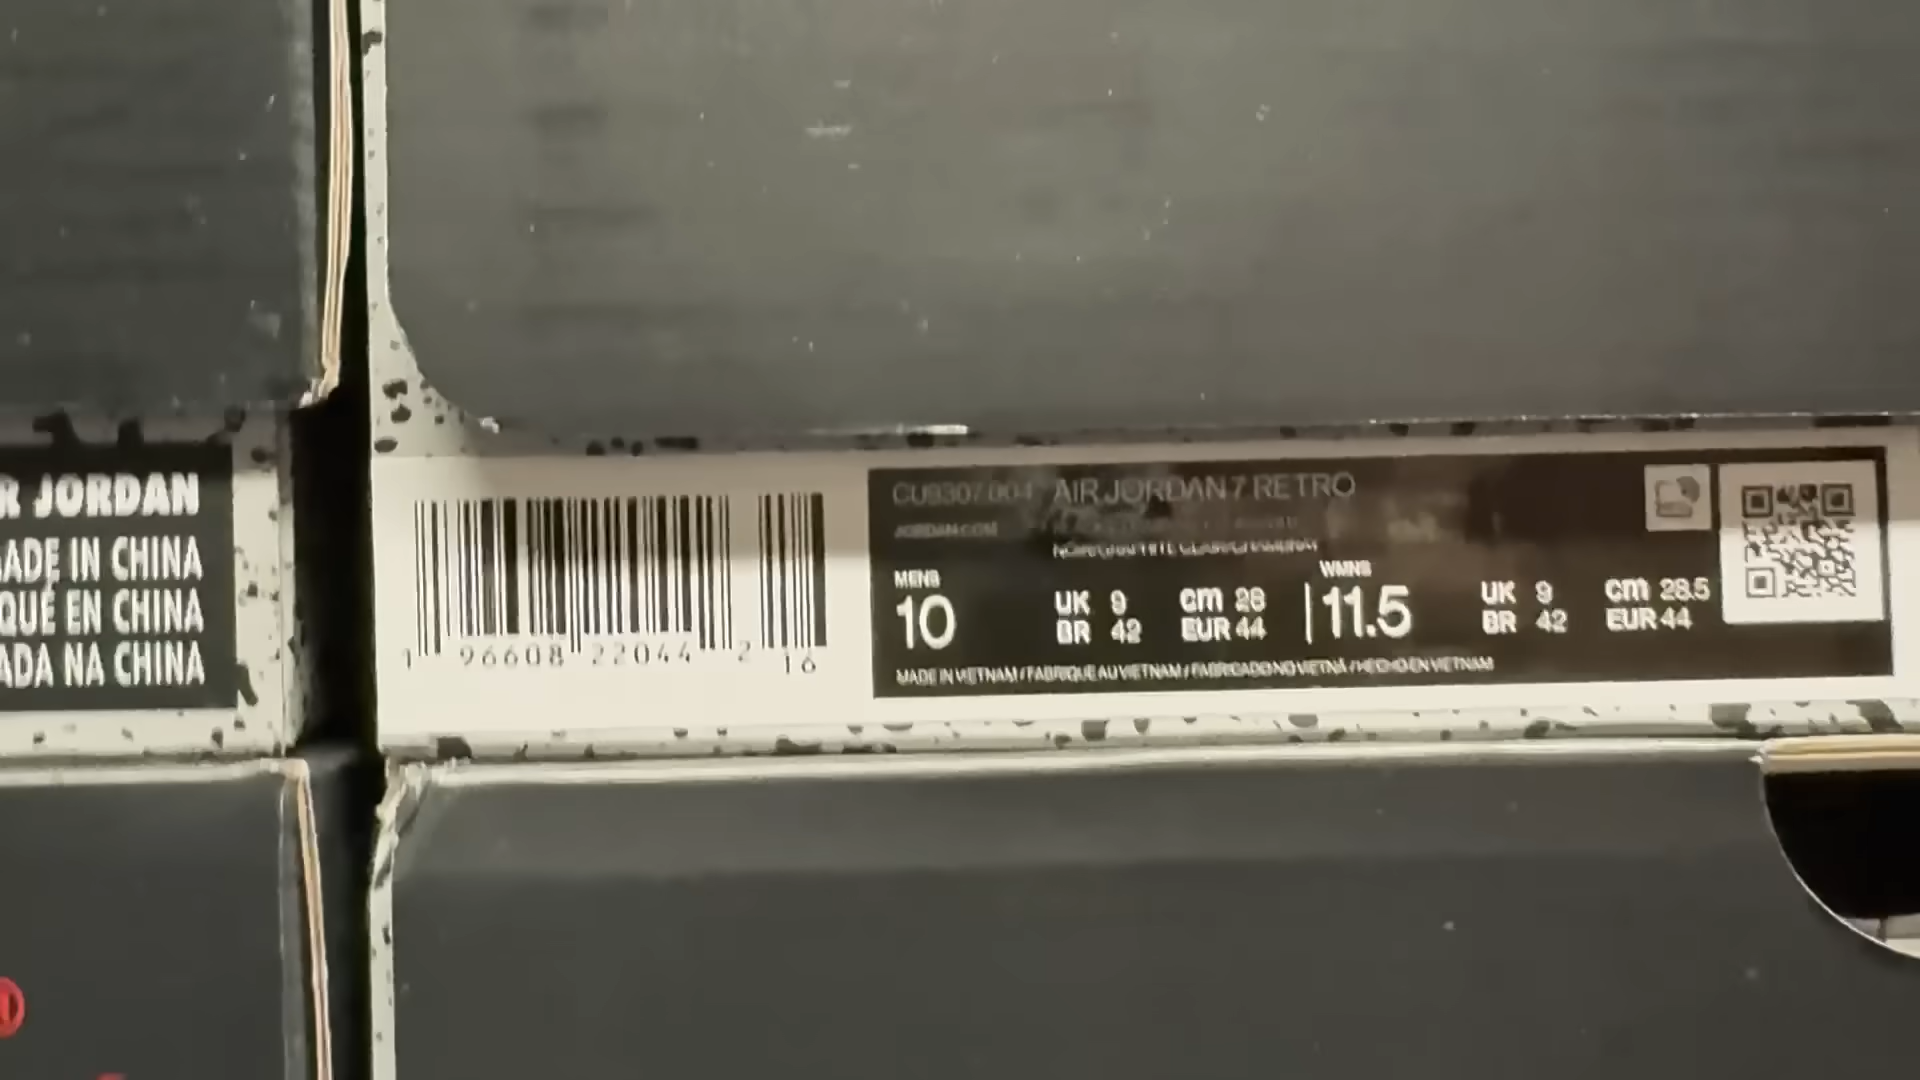 R JORDAN
ADE IN CHINA
QUÉ EN CHINA
ADA NA CHINA
1 96608 22044 2 16
CU9307 004 AIR JORDAN 7 RETRO
JORDAN.COM
MENS
10
UK 9
BR 42
cm 28
EUR 44
WMNS
11.5
UK 9
BR 42
cm 28.5
EUR 44
MADE IN VIETNAM / FABRIQUE AU VIETNAM / FABRICADO NO VIETNÃ / HECHO EN VIETNAM